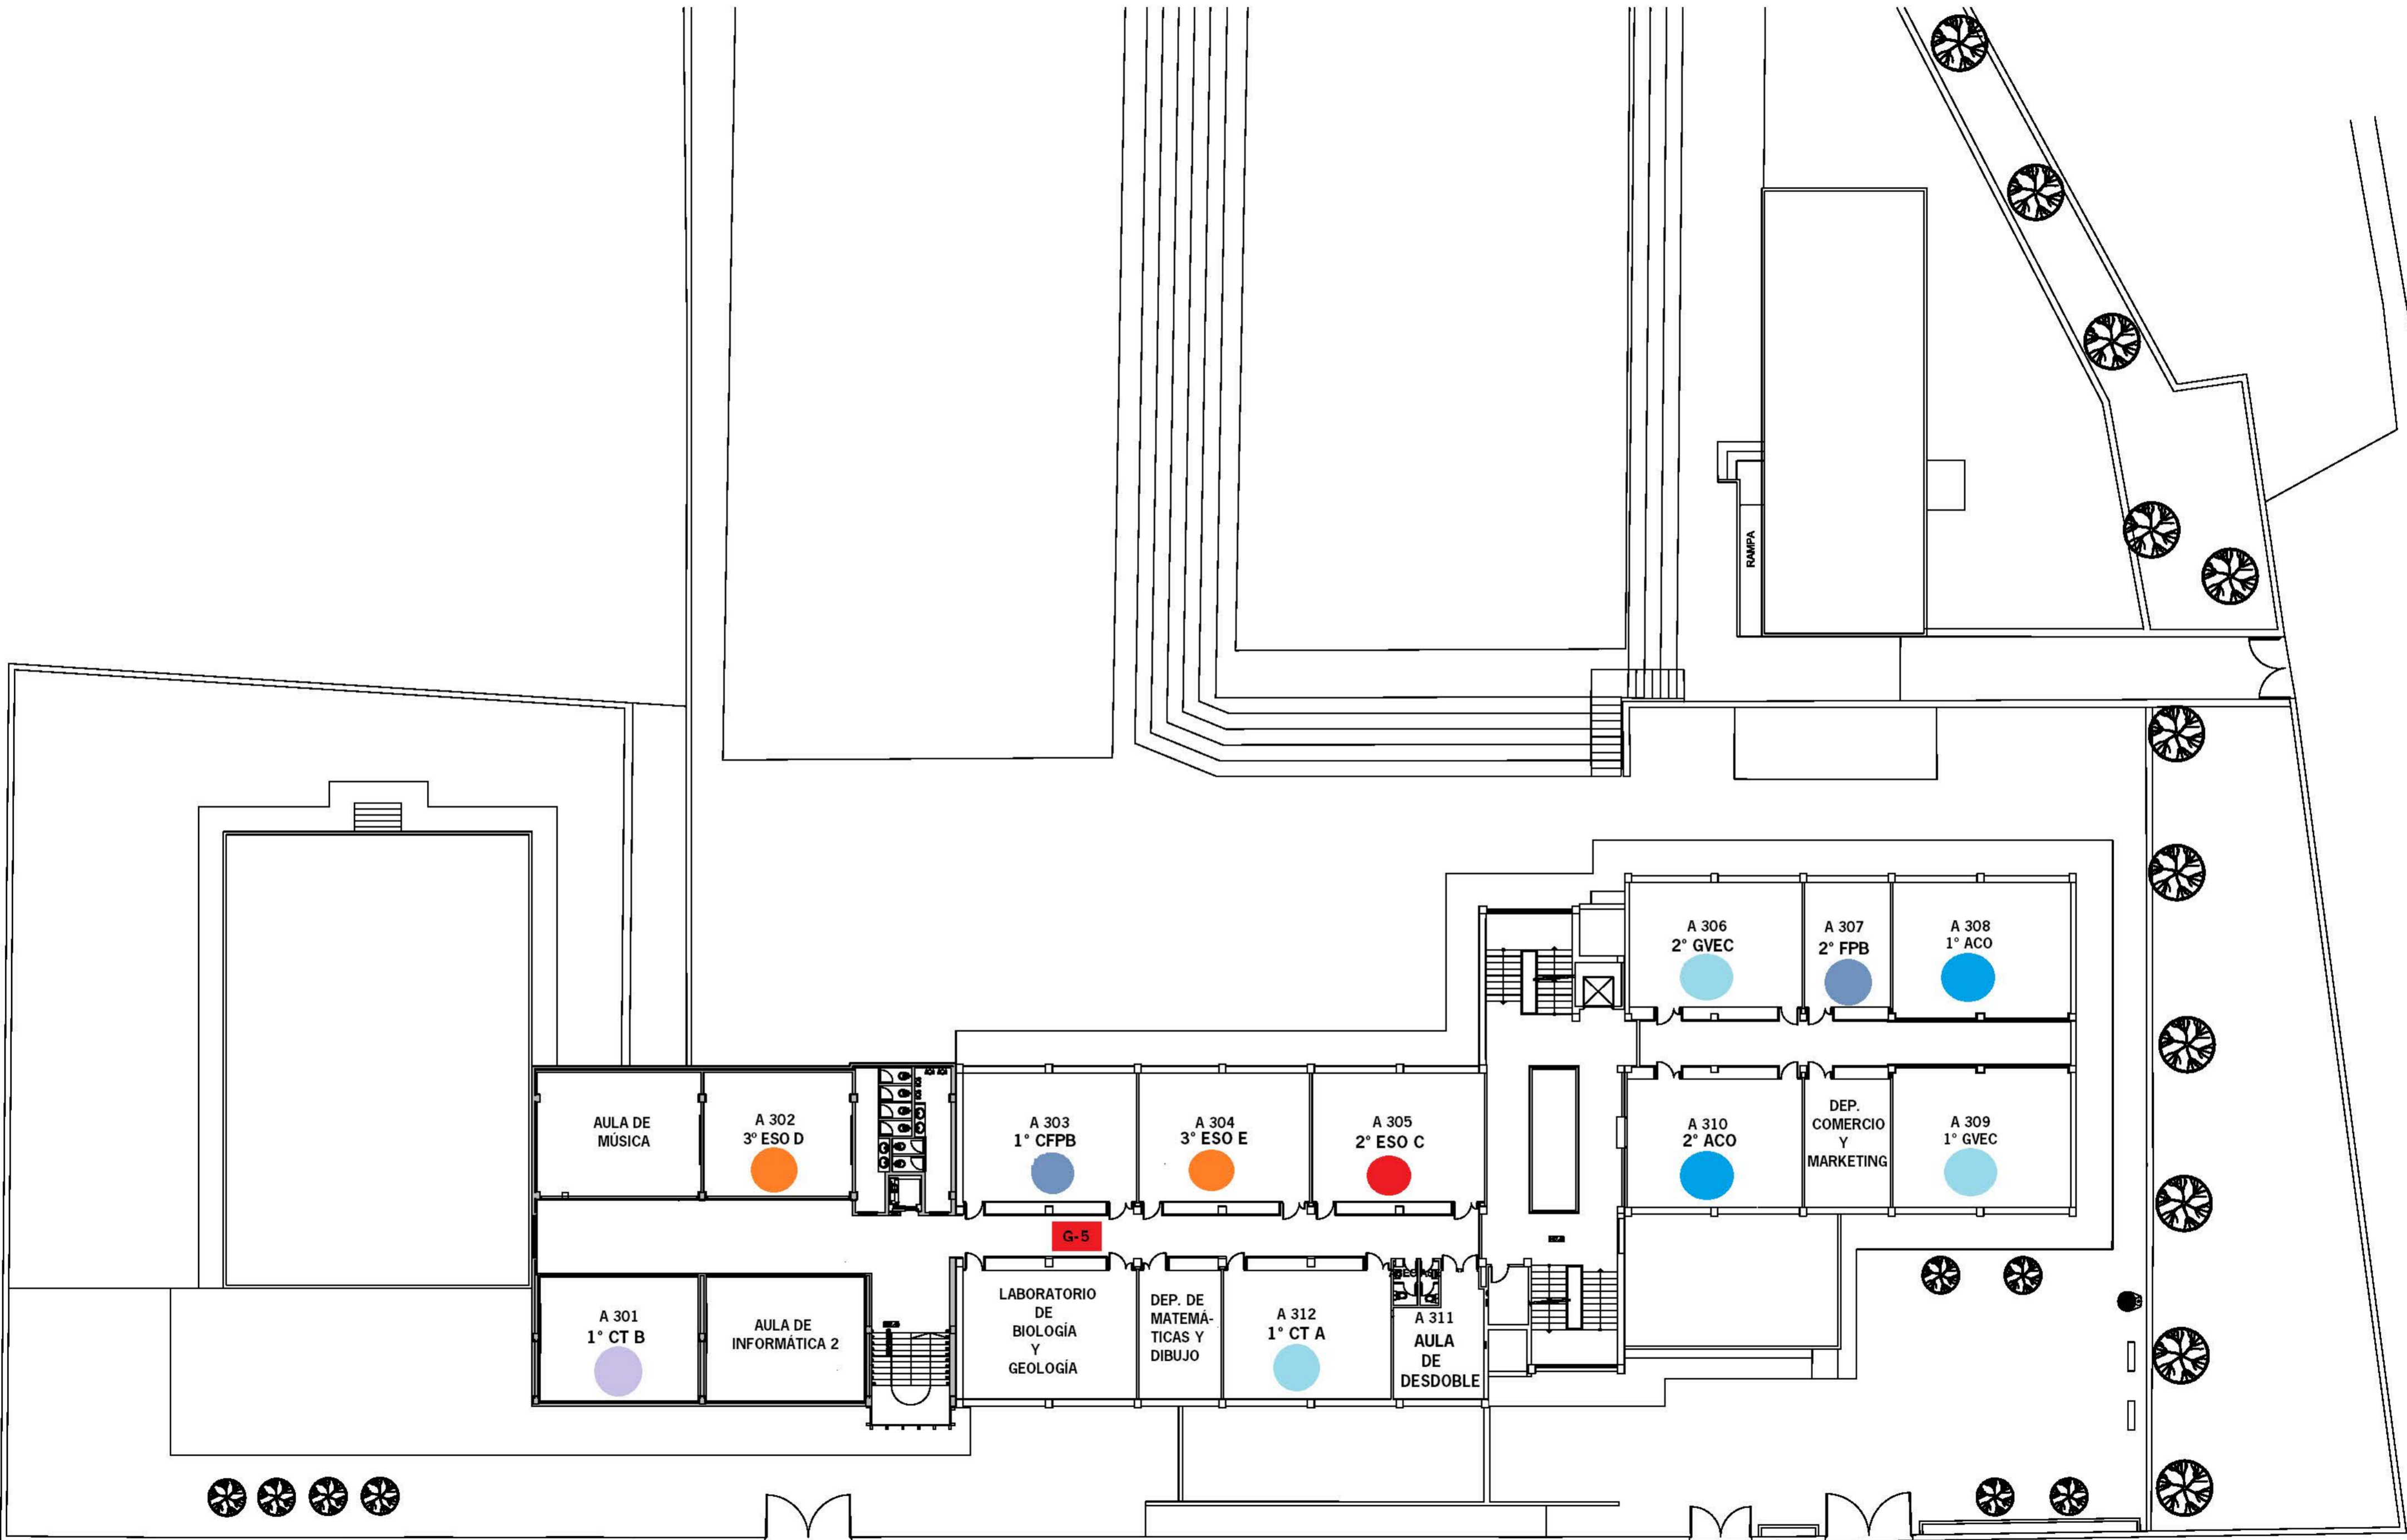 RAMPA
A 306
2° GVEC
A 307
2° FPB
A 308
1° ACO
AULA DE
MÚSICA
A 302
3º ESO D
A 303
1° CFPB
A 304
3° ESO E
A 305
2° ESO C
A 310
2° ACO
DEP.
COMERCIO
Y
MARKETING
A 309
1° GVEC
G-5
A 301
1° CT B
AULA DE
INFORMÁTICA 2
LABORATORIO
DE
BIOLOGÍA
Y
GEOLOGÍA
DEP. DE
MATEMÁ-
TICAS Y
DIBUJO
A 312
1° CT A
A 311
AULA
DE
DESDOBLE